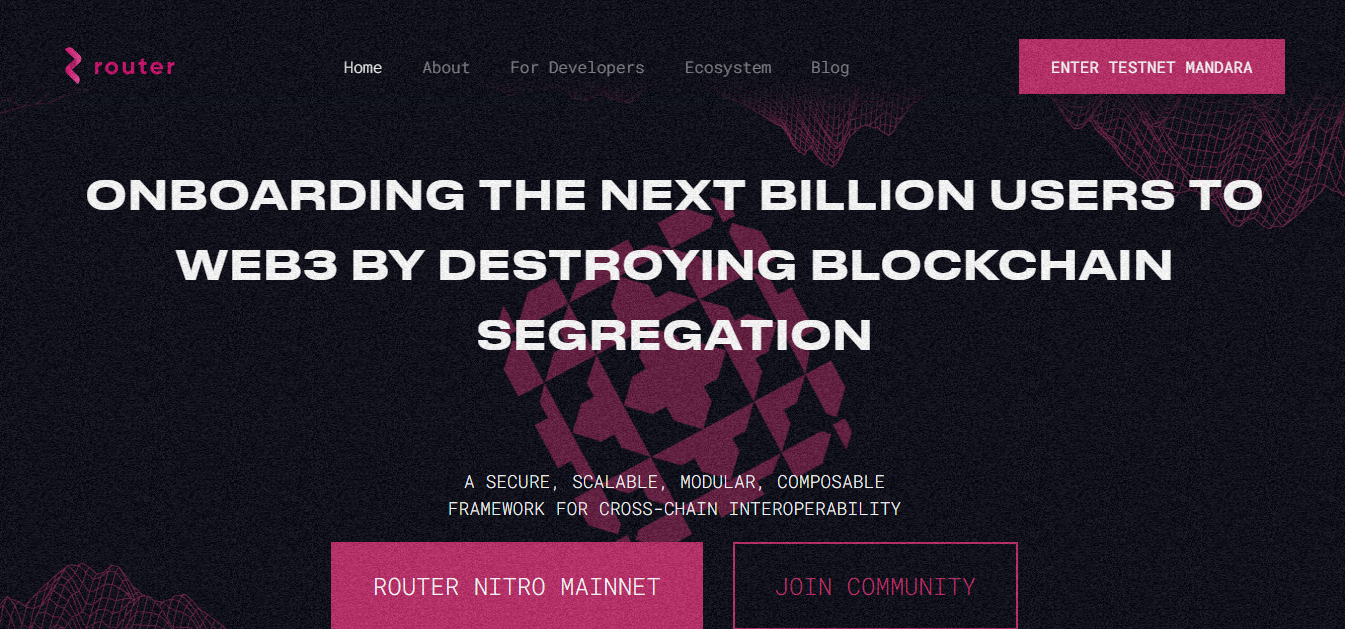 router
Home About For Developers Ecosystem Blog
ENTER TESTNET MANDARA
ONBOARDING THE NEXT BILLION USERS TO
WEB3 BY DESTROYING BLOCKCHAIN
SEGREGATION
A SECURE, SCALABLE, MODULAR, COMPOSABLE
FRAMEWORK FOR CROSS-CHAIN INTEROPERABILITY
ROUTER NITRO MAINNET
JOIN COMMUNITY